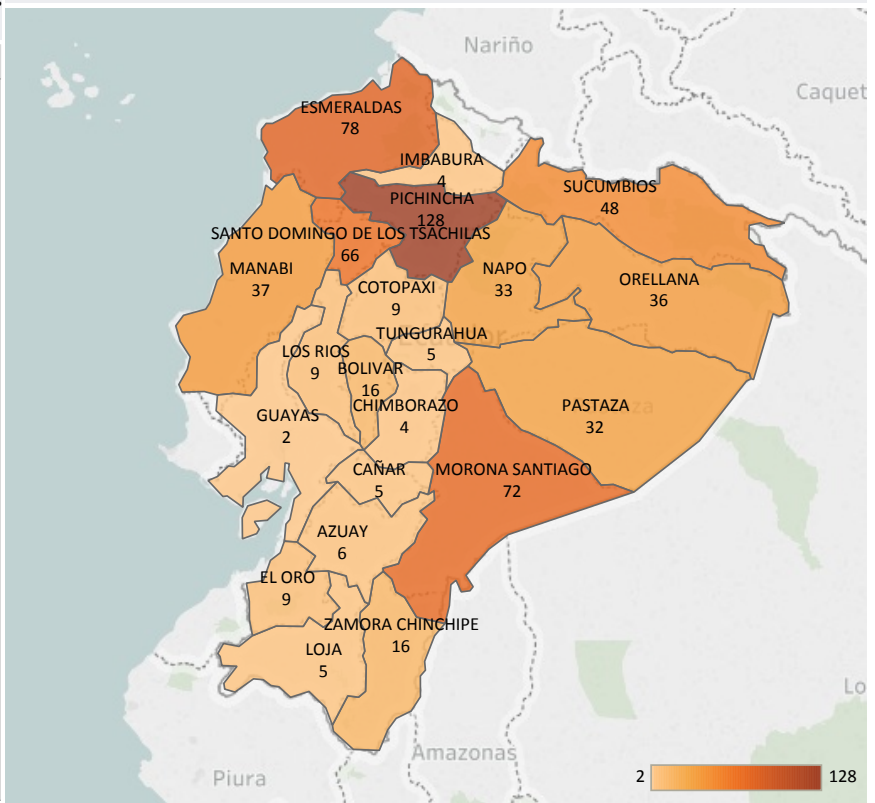 Nariño
Caquet
ESMERALDAS
78
IMBABURA
4
SUCUMBIOS
48
PICHINCHA
128
SANTO DOMINGO DE LOS TSACHILAS
66
MANABI
37
NAPO
33
ORELLANA
36
COTOPAXI
9
TUNGURAHUA
5
LOS RIOS
9
BOLIVAR
16
CHIMBORAZO
4
PASTAZA
32
GUAYAS
2
CAÑAR
5
MORONA SANTIAGO
72
AZUAY
6
EL ORO
9
ZAMORA CHINCHIPE
16
LOJA
5
Lo
Amazonas
Piura
2
128